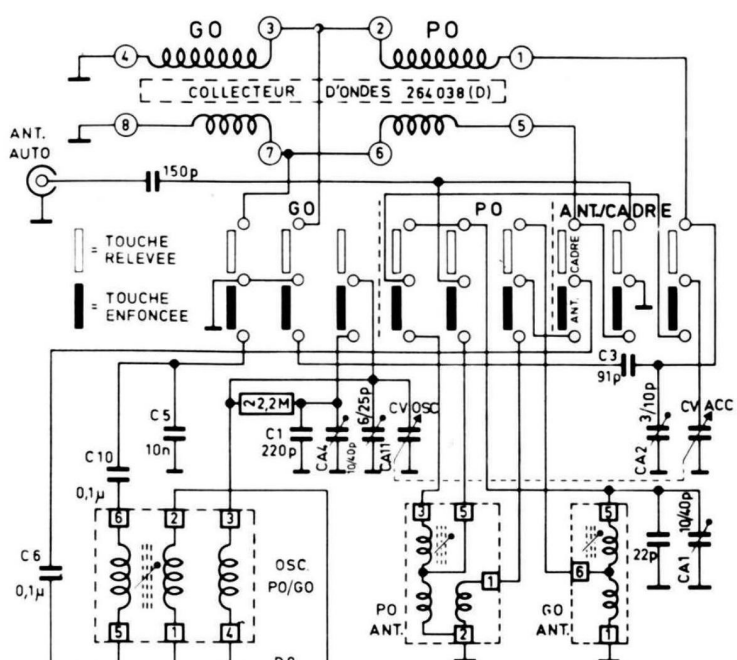 GO
PO
4
3
2
1
COLLECTEUR D'ONDES 264038(D)
8
7
6
5
ANT.
AUTO
150p
GO
PO
ANT./CADRE
= TOUCHE
RELEVÉE
CADRE
= TOUCHE
ENFONCÉE
ANT.
C3
91p
≈2,2M
6/25p
CV OSC
3/10p
CV ACC
C5
10n
C1
220p
CA4
10/40p
CA11
CA2
C10
0,1µ
6
2
3
3
5
5
10/40p
C6
0,1µ
OSC.
PO/GO
1
6
22p
CA1
PO
ANT.
GO
ANT.
5
1
4
2
1